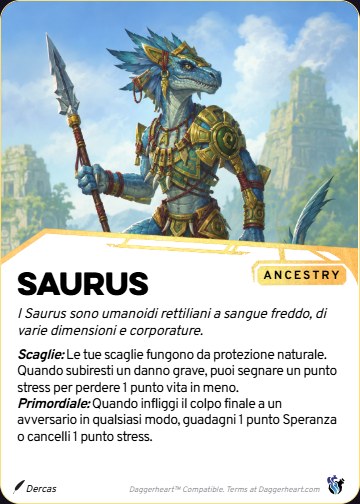 ANCESTRY
SAURUS
I Saurus sono umanoidi rettiliani a sangue freddo, di
varie dimensioni e corporature.
Scaglie: Le tue scaglie fungono da protezione naturale.
Quando subiresti un danno grave, puoi segnare un punto
stress per perdere 1 punto vita in meno.
Primordiale: Quando infliggi il colpo finale a un
avversario in qualsiasi modo, guadagni 1 punto Speranza
o cancelli 1 punto stress.
Dercas
Daggerheart™ Compatible. Terms at Daggerheart.com